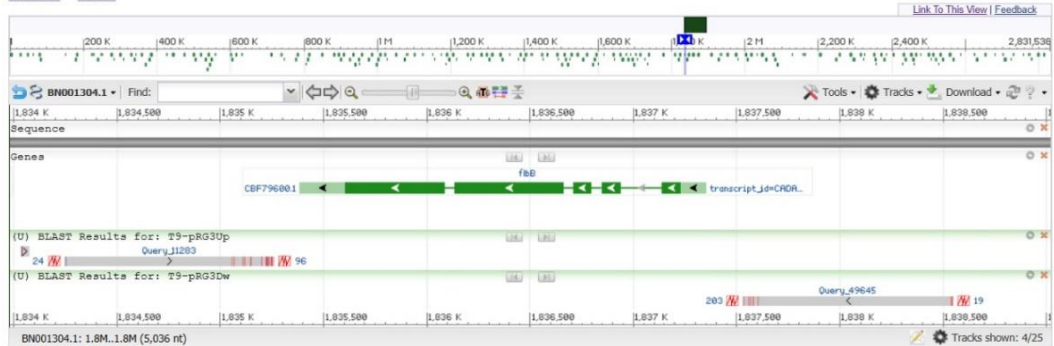 Link To This View | Feedback
200 K 400 K 600 K 800 K 1 M 1,200 K 1,400 K 1,600 K K 2 M 2,200 K 2,400 K 2,831,538
BN001304.1 Find: Tools Tracks Download ?
1,834 K 1,834,500 1,835 K 1,835,500 1,836 K 1,836,500 1,837 K 1,837,500 1,838 K 1,838,500
Sequence
Genes
flbB
CBF79680.1 transcript_id=CADA…
(U) BLAST Results for: T9-pRG3Up
Query_11283
24 96
(U) BLAST Results for: T9-pRG3Dw
Query_49645
203 19
1,834 K 1,834,500 1,835 K 1,835,500 1,836 K 1,836,500 1,837 K 1,837,500 1,838 K 1,838,500
BN001304.1: 1.8M..1.8M (5,036 nt) Tracks shown: 4/25